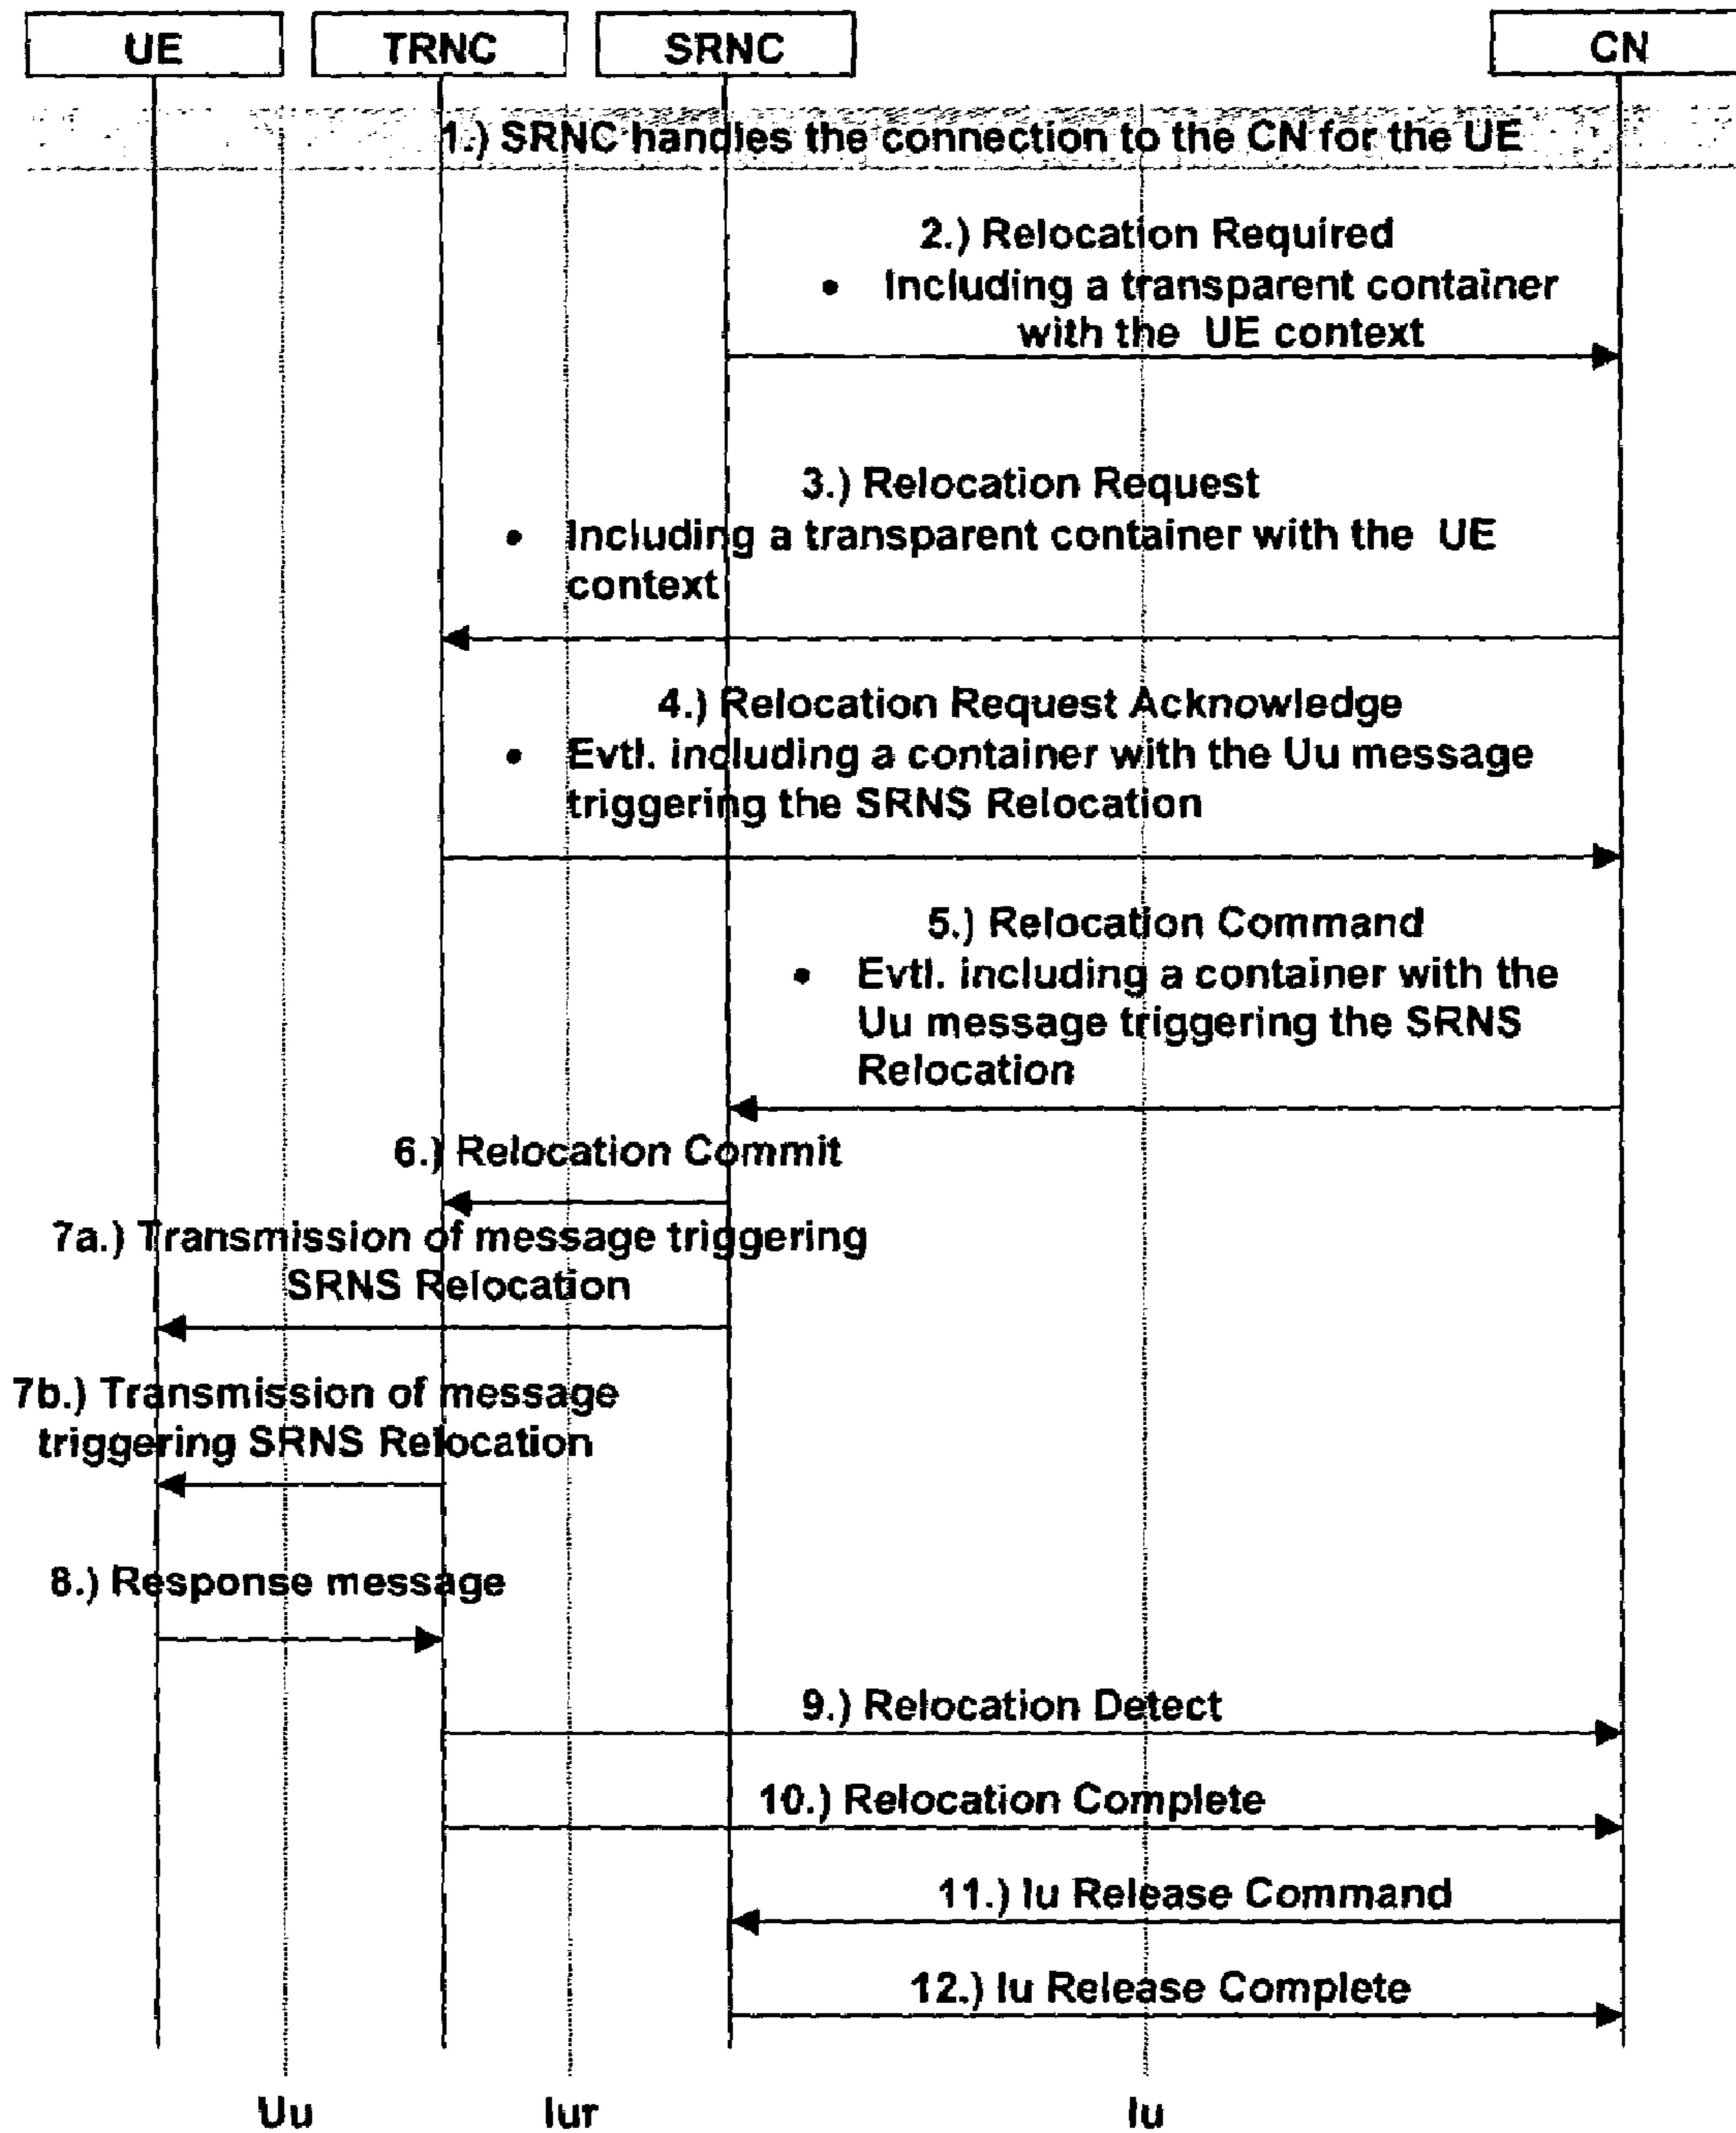 UE TRNC SRNC CN
1.) SRNC handles the connection to the CN for the UE
2.) Relocation Required
• Including a transparent container
with the UE context
3.) Relocation Request
• Including a transparent container with the UE
context
4.) Relocation Request Acknowledge
• Evtl. including a container with the Uu message
triggering the SRNS Relocation
5.) Relocation Command
• Evtl. including a container with the
Uu message triggering the SRNS
Relocation
6.) Relocation Commit
7a.) Transmission of message triggering
SRNS Relocation
7b.) Transmission of message
triggering SRNS Relocation
8.) Response message
9.) Relocation Detect
10.) Relocation Complete
11.) Iu Release Command
12.) Iu Release Complete
Uu Iur Iu